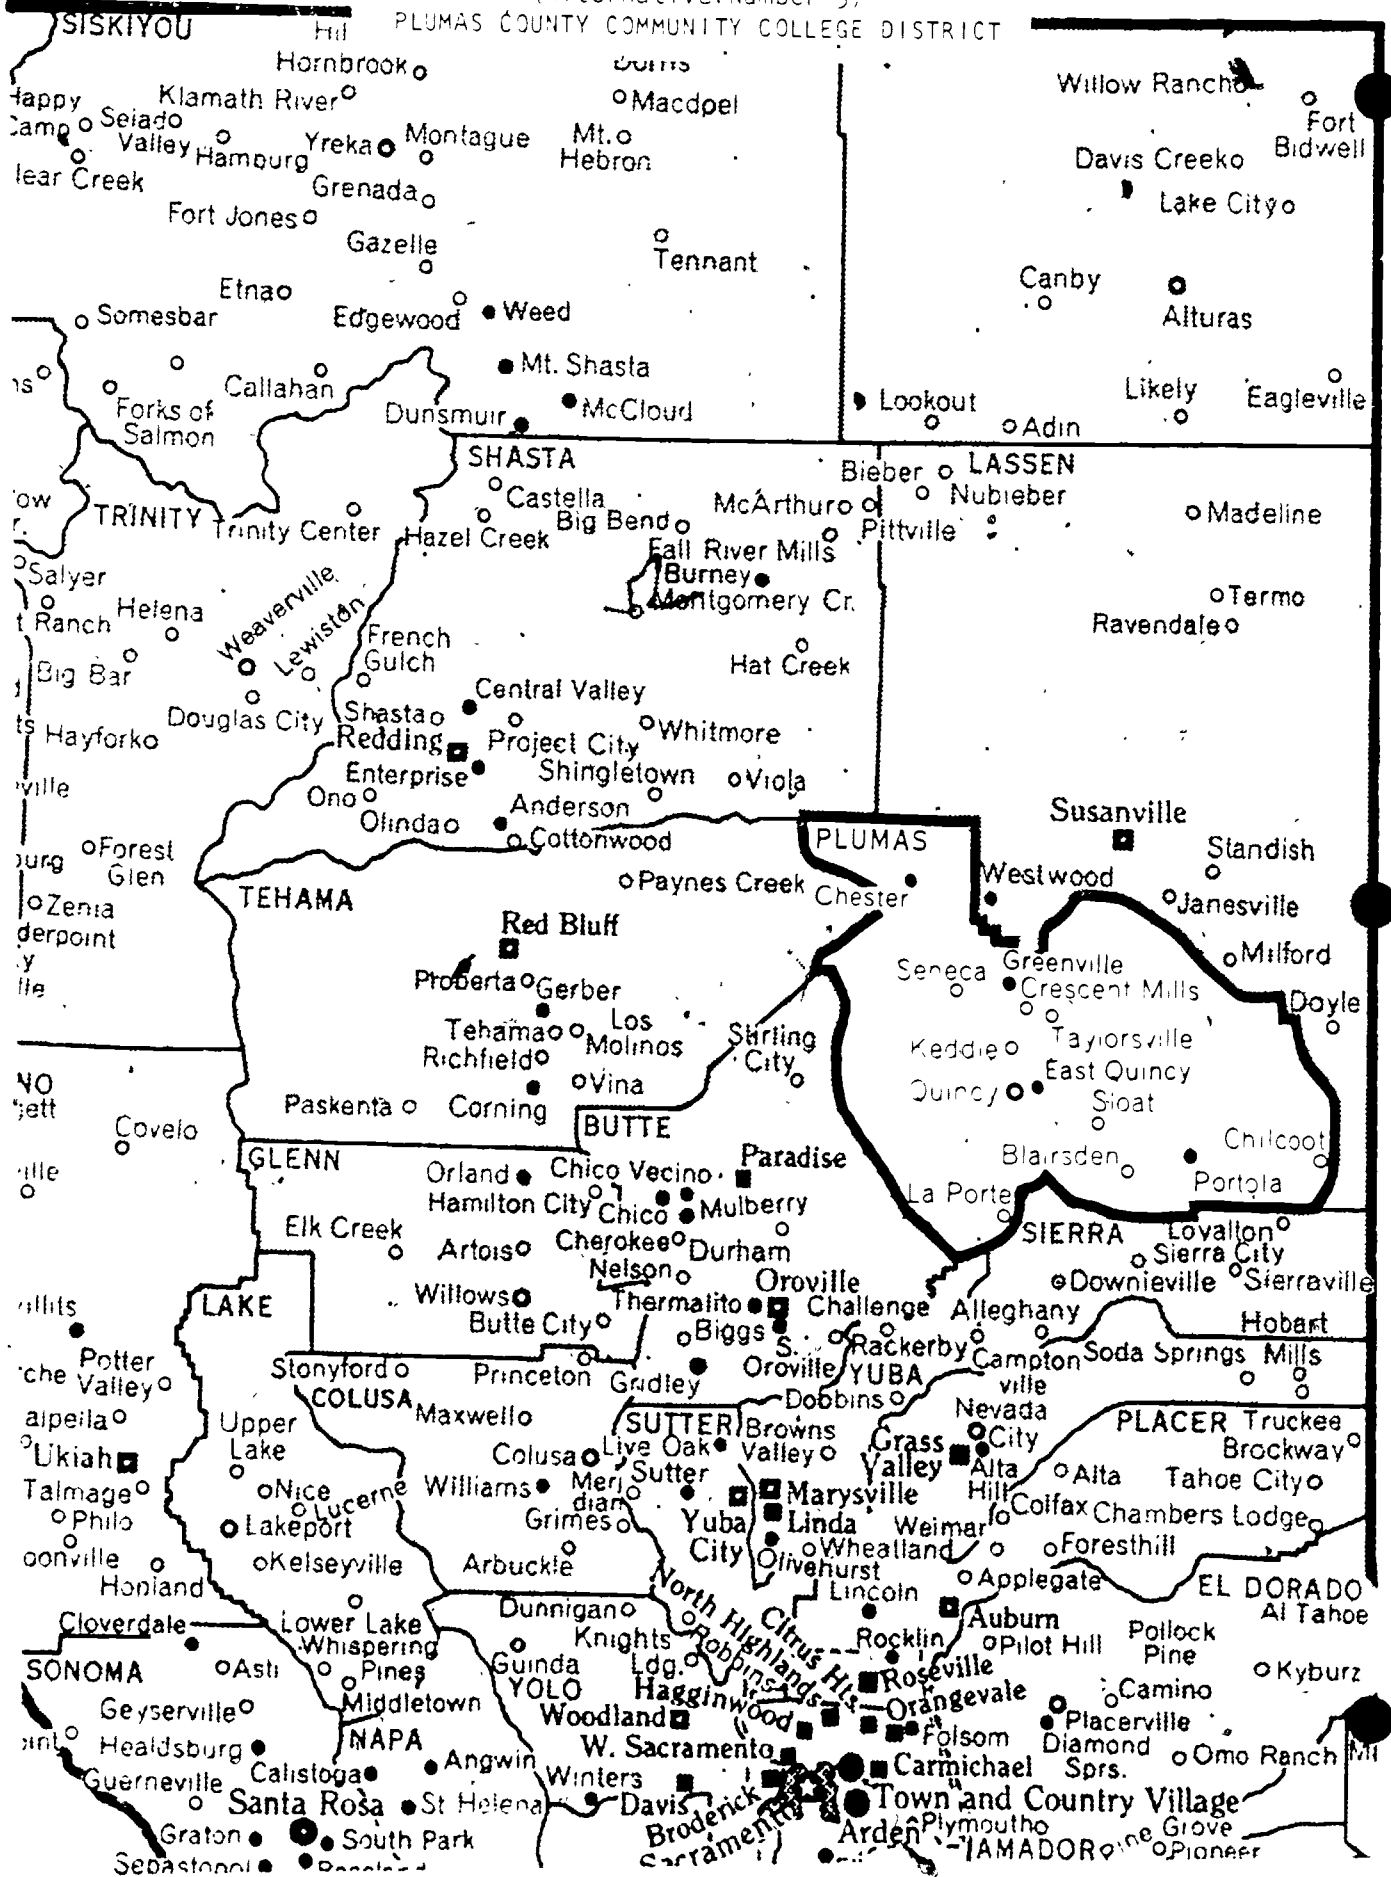 PLUMAS COUNTY COMMUNITY COLLEGE DISTRICT
SISKIYOU
Hornbrook
Willow Ranch
Happy
Camp
Klamath River
Macdoel
Fort
Bidwell
Seiad
Valley
Hamburg
Yreka
Montague
Mt.
Hebron
Davis Creek
lear Creek
Grenada
Lake City
Fort Jones
Gazelle
Tennant
Etna
Canby
Somesbar
Edgewood
Weed
Alturas
Mt. Shasta
Callahan
Forks of
Salmon
Dunsmuir
McCloud
Lookout
Adin
Likely
Eagleville
SHASTA
Bieber
LASSEN
Castella
McArthur
Nubieber
TRINITY
Trinity Center
Hazel Creek
Big Bend
Pittville
Madeline
Fall River Mills
Salyer
Burney
Montgomery Cr.
Termo
t Ranch
Helena
Weaverville
Lewiston
French
Gulch
Ravendale
Big Bar
Hat Creek
Central Valley
Douglas City
Shasta
Whitmore
Hayfork
Redding
Project City
Enterprise
Shingletown
Viola
Ono
Anderson
Susanville
Olinda
Cottonwood
PLUMAS
Standish
Forest
Glen
TEHAMA
Paynes Creek
Chester
Westwood
Janesville
Zenia
derpoint
Red Bluff
Milford
Proberta
Gerber
Seneca
Greenville
Crescent Mills
Doyle
Tehama
Los
Molinos
Stirling
City
Richfield
Keddie
Taylorsville
Vina
Quincy
East Quincy
Paskenta
Corning
Sloat
Covelo
BUTTE
Chilcoot
GLENN
Orland
Chico Vecino
Paradise
Blairsden
Portola
Hamilton City
Chico
Mulberry
La Porte
Elk Creek
Artois
Cherokee
Durham
SIERRA
Loyalton
Sierra City
Nelson
Oroville
Downieville
Sierraville
LAKE
Willows
Thermalito
Challenge
Alleghany
Butte City
Biggs
S.
Oroville
Rackerby
Hobart
Mills
Potter
Valley
Stonyford
Princeton
Gridley
YUBA
Campton
ville
Soda Springs
COLUSA
Dobbins
Maxwell
SUTTER
Browns
Valley
Nevada
City
PLACER
Truckee
Upper
Lake
Colusa
Live Oak
Grass
Valley
Brockway
Ukiah
Williams
Meri
dian
Sutter
Alta
Hill
Alta
Tahoe City
Talmage
Nice
Lucerne
Marysville
Colfax
Chambers Lodge
Philo
Lakeport
Grimes
Yuba
City
Linda
Weimar
oonville
Kelseyville
Arbuckle
Olivehurst
Wheatland
Foresthill
Lincoln
Applegate
EL DORADO
Cloverdale
Lower Lake
Dunnigan
North Highlands
Citrus Hts.
Auburn
Al Tahoe
Whispering
Pines
Knights
Ldg.
Robbins
Rocklin
Pilot Hill
Pollock
Pine
SONOMA
Asti
Guinda
Roseville
Kyburz
YOLO
Hagginwood
Orangevale
Camino
Geyserville
Middletown
Woodland
Folsom
Placerville
NAPA
W. Sacramento
Diamond
Sprs.
Omo Ranch
Healdsburg
Calistoga
Angwin
Carmichael
Guerneville
Winters
Santa Rosa
St Helena
Davis
Broderick
Town and Country Village
Sacramento
Arden
Plymouth
Grove
Graton
South Park
AMADOR
Pioneer
Sebastopol